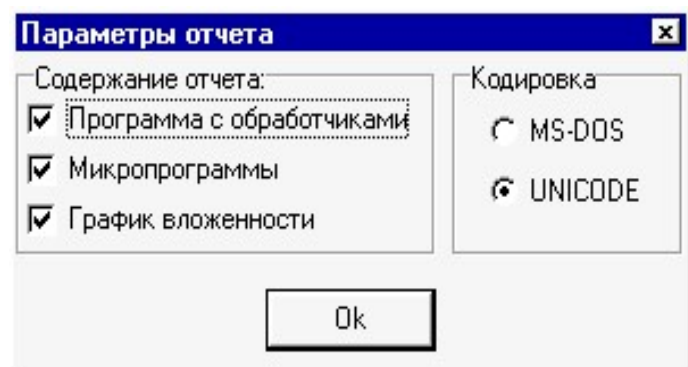 Параметры отчета
Содержание отчета:
Программа с обработчиками
Микропрограммы
График вложенности
Кодировка
MS-DOS
UNICODE
Ok